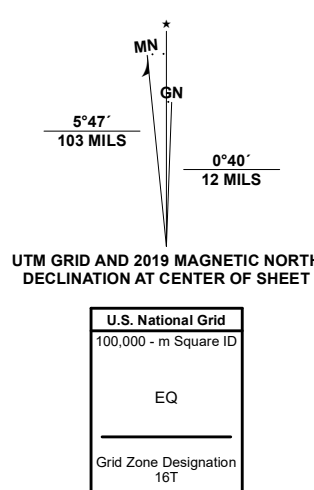 MN
GN
5°47´
103 MILS
0°40´
12 MILS
UTM GRID AND 2019 MAGNETIC NORTH
DECLINATION AT CENTER OF SHEET
U.S. National Grid
100,000 - m Square ID
EQ
Grid Zone Designation
16T